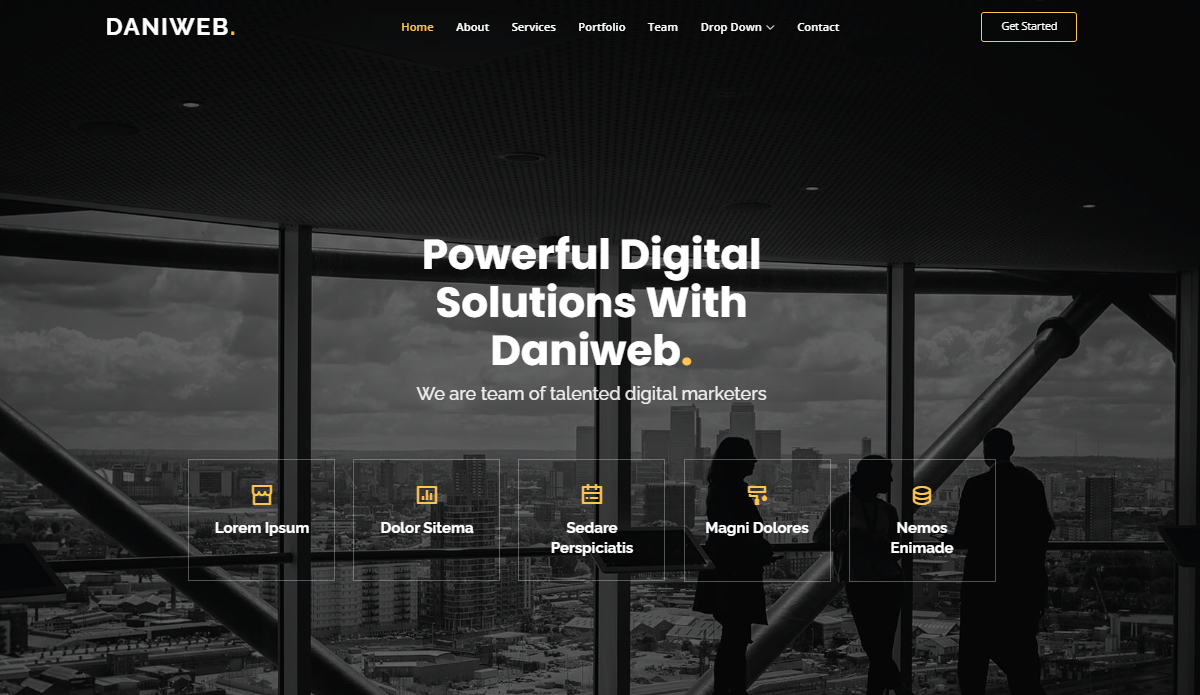 DANIWEB.
Home About Services Portfolio Team Drop Down Contact
Get Started
Powerful Digital
Solutions With
Daniweb.
We are team of talented digital marketers
Lorem Ipsum
Dolor Sitema
Sedare
Perspiciatis
Magni Dolores
Nemos
Enimade